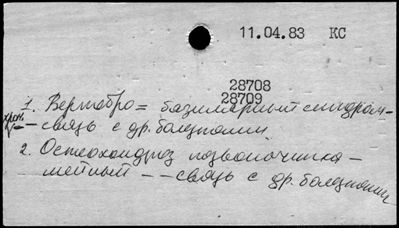 11.04.83 КС
28708
28709
1. Вертебро = базилярный синдром –
хрон. – связь с др. болезнями
2. Остеохондроз позвоночника –
шейный – – связь с др. болезнями